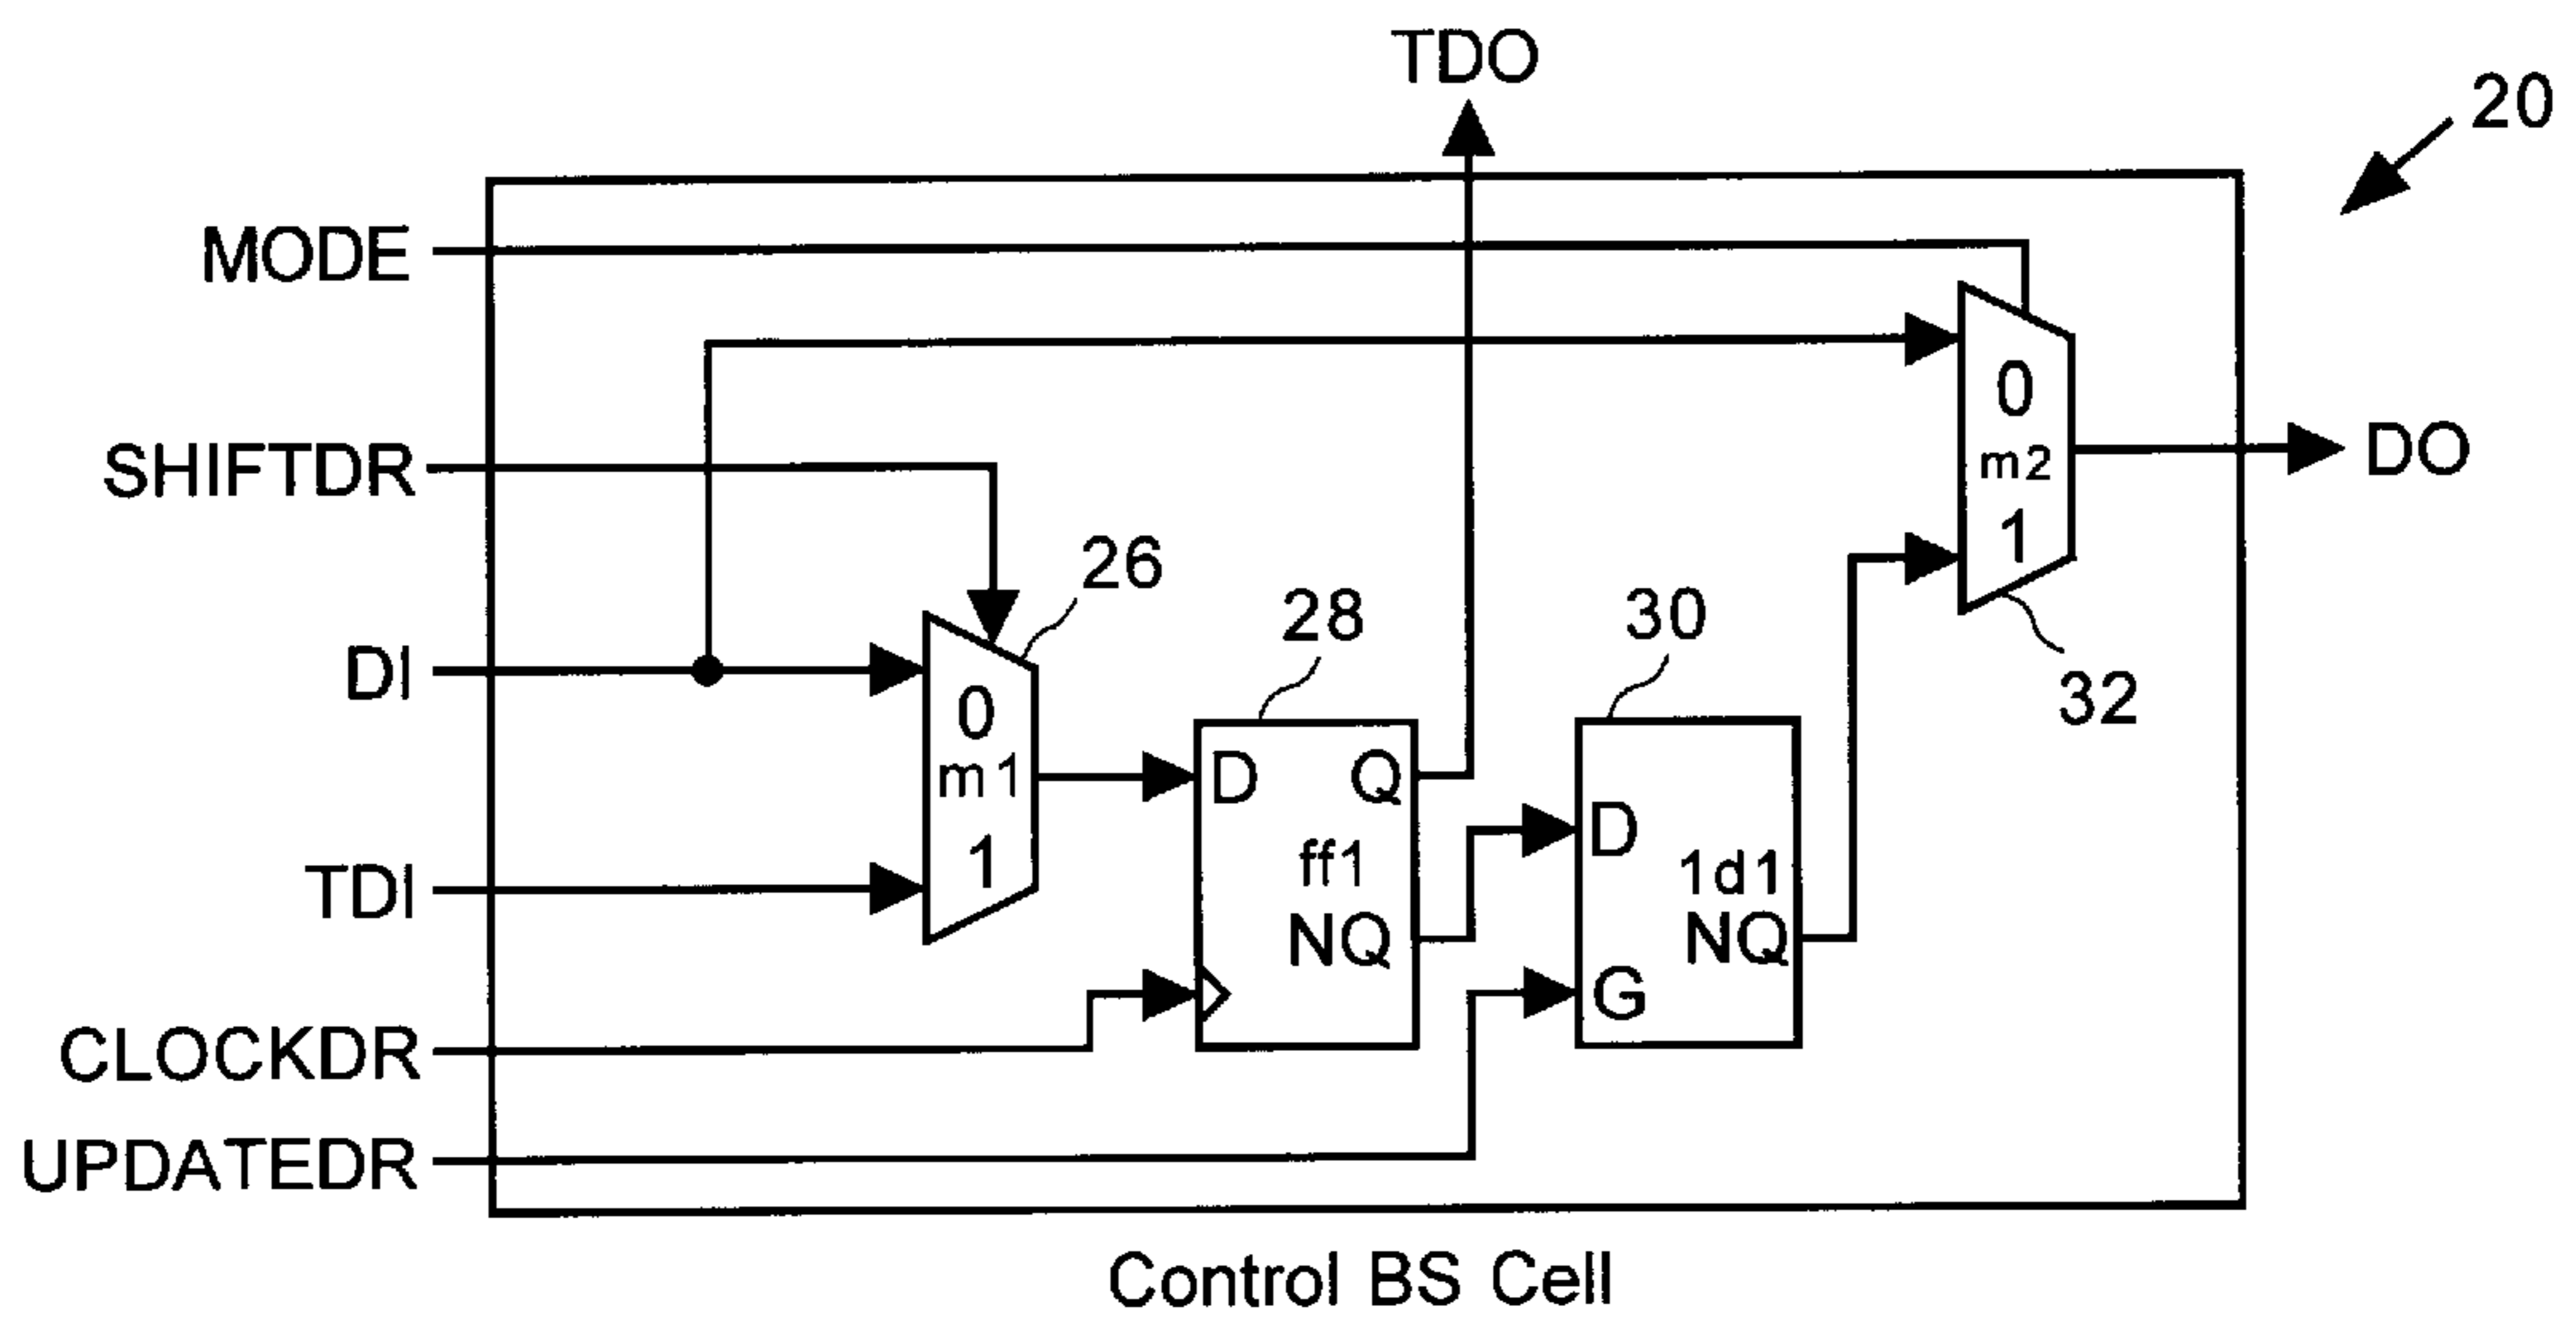 TDO
20
MODE
0
m2
1
DO
SHIFTDR
26
28
30
32
DI
0
m1
1
D Q
ff1
NQ
D
1d1
NQ
G
TDI
CLOCKDR
UPDATEDR
Control BS Cell